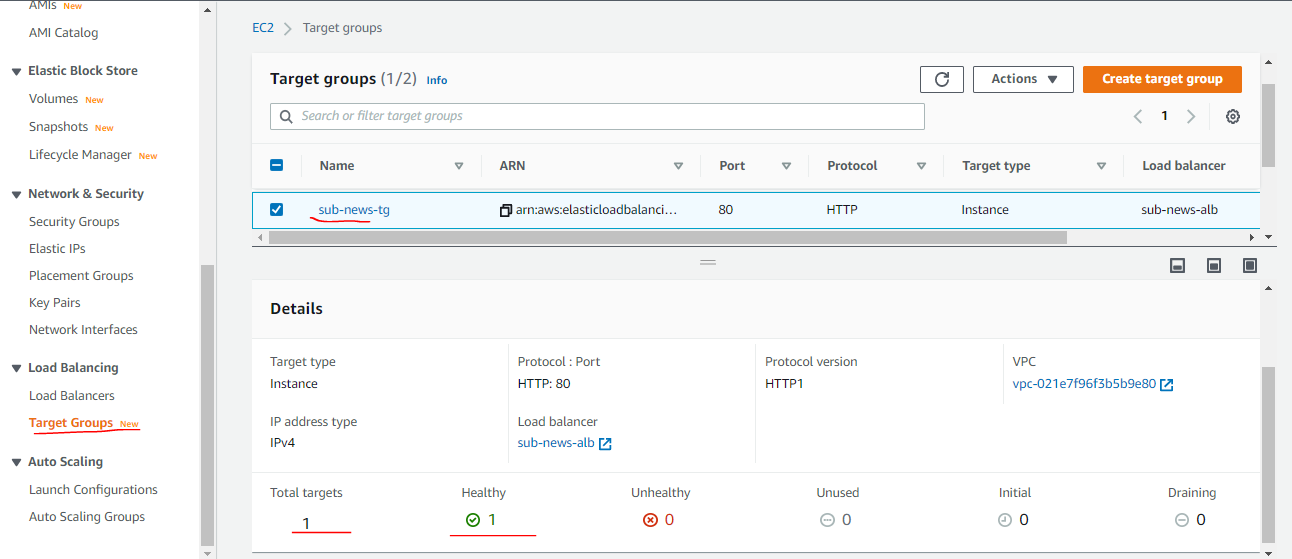 AMIs New
AMI Catalog
Elastic Block Store
Volumes New
Snapshots New
Lifecycle Manager New
Network & Security
Security Groups
Elastic IPs
Placement Groups
Key Pairs
Network Interfaces
Load Balancing
Load Balancers
Target Groups New
Auto Scaling
Launch Configurations
Auto Scaling Groups
EC2 Target groups
Target groups (1/2) Info
Actions
Create target group
Search or filter target groups
1
Name ARN Port Protocol Target type Load balancer
sub-news-tg arn:aws:elasticloadbalanci... 80 HTTP Instance sub-news-alb
Details
Target type Protocol : Port Protocol version VPC
Instance HTTP: 80 HTTP1 vpc-021e7f96f3b5b9e80
IP address type Load balancer
IPv4 sub-news-alb
Total targets Healthy Unhealthy Unused Initial Draining
1 1 0 0 0 0